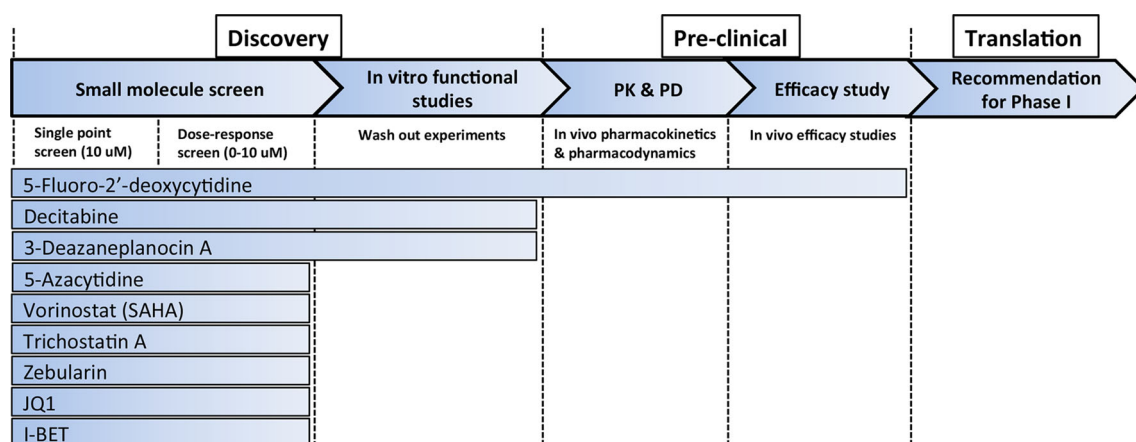 Discovery
Pre-clinical
Translation
Small molecule screen
In vitro functional
studies
PK & PD
Efficacy study
Recommendation
for Phase I
Single point
screen (10 uM)
Dose-response
screen (0-10 uM)
Wash out experiments
In vivo pharmacokinetics
& pharmacodynamics
In vivo efficacy studies
5-Fluoro-2’-deoxycytidine
Decitabine
3-Deazaneplanocin A
5-Azacytidine
Vorinostat (SAHA)
Trichostatin A
Zebularin
JQ1
I-BET